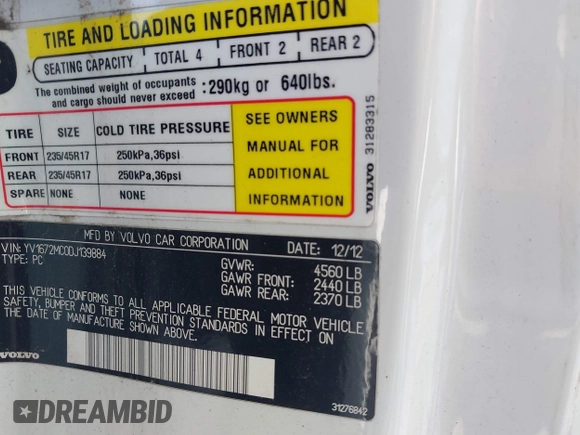 TIRE AND LOADING INFORMATION
SEATING CAPACITY TOTAL 4 FRONT 2 REAR 2
The combined weight of occupants and cargo should never exceed :290kg or 640lbs.
TIRE SIZE COLD TIRE PRESSURE
FRONT 235/45R17 250kPa,36psi
REAR 235/45R17 250kPa,36psi
SPARE NONE NONE
SEE OWNERS
MANUAL FOR
ADDITIONAL
INFORMATION
VOLVO 31283315
MFD BY VOLVO CAR CORPORATION DATE: 12/12
VIN: YV1672MC0DJ139884
TYPE: PC
GVWR: 4560 LB
GAWR FRONT: 2440 LB
GAWR REAR: 2370 LB
THIS VEHICLE CONFORMS TO ALL APPLICABLE FEDERAL MOTOR VEHICLE
SAFETY, BUMPER AND THEFT PREVENTION STANDARDS IN EFFECT ON
THE DATE OF MANUFACTURE SHOWN ABOVE.
VOLVO
31276842
DREAMBID